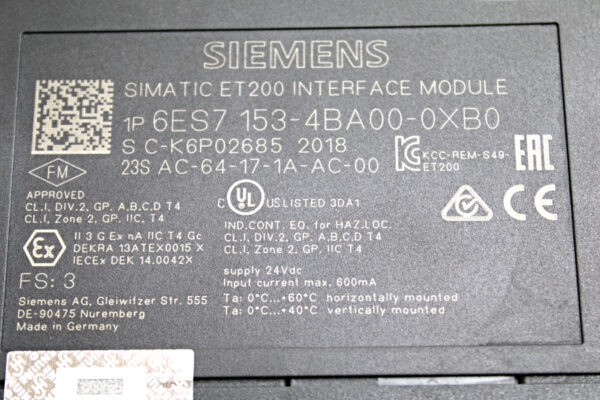 SIEMENS
SIMATIC ET200 INTERFACE MODULE
1P 6ES7 153-4BA00-0XB0
S C-K6P02685 2018
23S AC-64-17-1A-AC-00
KCC-REM-S49-
ET200
EAC
FM
APPROVED
CL.I, DIV.2, GP. A,B,C,D T4
CL.I, Zone 2, GP. IIC, T4
Ex
II 3 G Ex nA IIC T4 Gc
DEKRA 13ATEX0015 X
IECEx DEK 14.0042X
FS: 3
Siemens AG, Gleiwitzer Str. 555
DE-90475 Nuremberg
Made in Germany
C UL US LISTED 3DA1
IND.CONT. EQ. for HAZ.LOC.
CL.I, DIV.2, GP. A,B,C,D T4
CL.I, Zone 2, GP. IIC, T4
CE
supply 24Vdc
Input current max. 600mA
Ta: 0°C...+60°C horizontally mounted
Ta: 0°C...+40°C vertically mounted